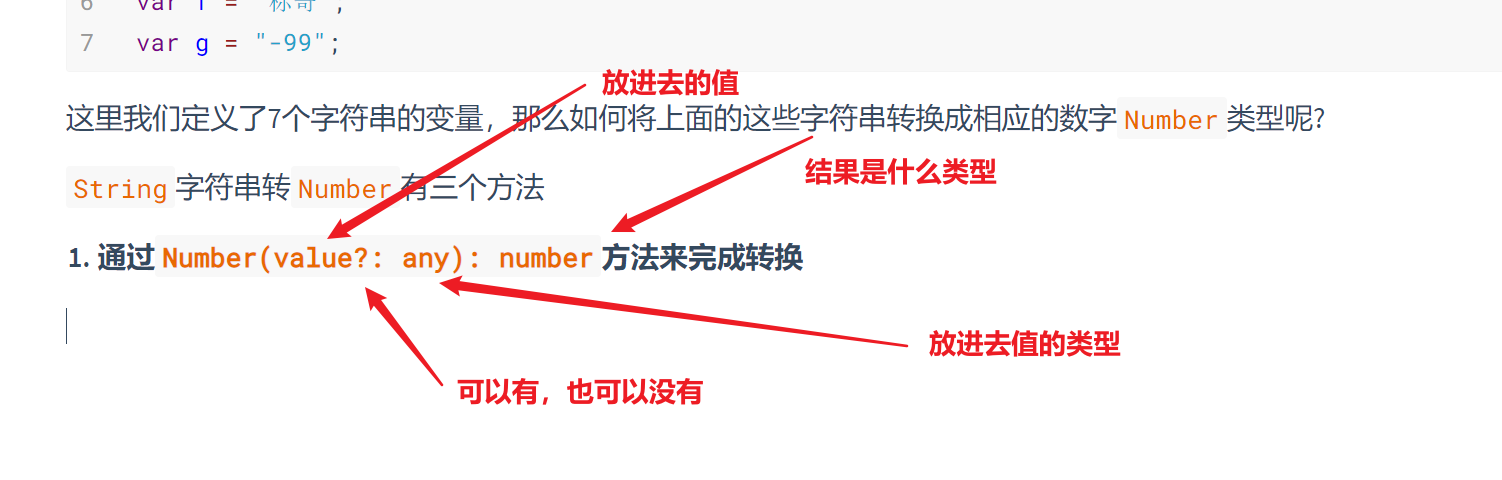 6 var f = "称哥";
7 var g = "-99";
放进去的值
这里我们定义了7个字符串的变量，那么如何将上面的这些字符串转换成相应的数字Number类型呢?
结果是什么类型
String字符串转Number有三个方法
1. 通过Number(value?: any): number方法来完成转换
放进去值的类型
可以有，也可以没有